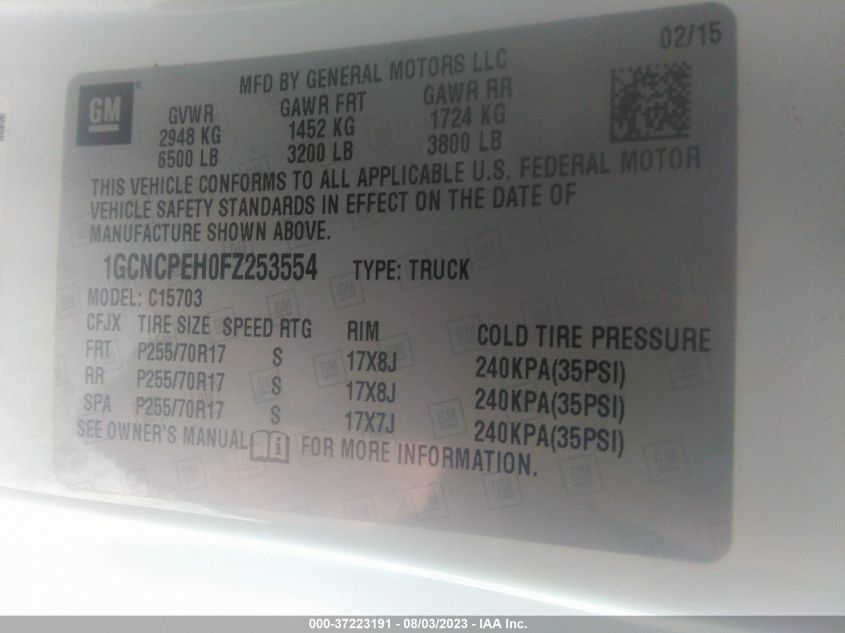 02/15
MFD BY GENERAL MOTORS LLC
GM
GVWR GAWR FRT GAWR RR
2948 KG 1452 KG 1724 KG
6500 LB 3200 LB 3800 LB
THIS VEHICLE CONFORMS TO ALL APPLICABLE U.S. FEDERAL MOTOR
VEHICLE SAFETY STANDARDS IN EFFECT ON THE DATE OF
MANUFACTURE SHOWN ABOVE.
1GCNCPEH0FZ253554 TYPE: TRUCK
MODEL: C15703
CFJX TIRE SIZE SPEED RTG RIM COLD TIRE PRESSURE
FRT P255/70R17 S 17X8J 240KPA(35PSI)
RR P255/70R17 S 17X8J 240KPA(35PSI)
SPA P255/70R17 S 17X7J 240KPA(35PSI)
SEE OWNER'S MANUAL i FOR MORE INFORMATION.
000-37223191 - 08/03/2023 - IAA Inc.